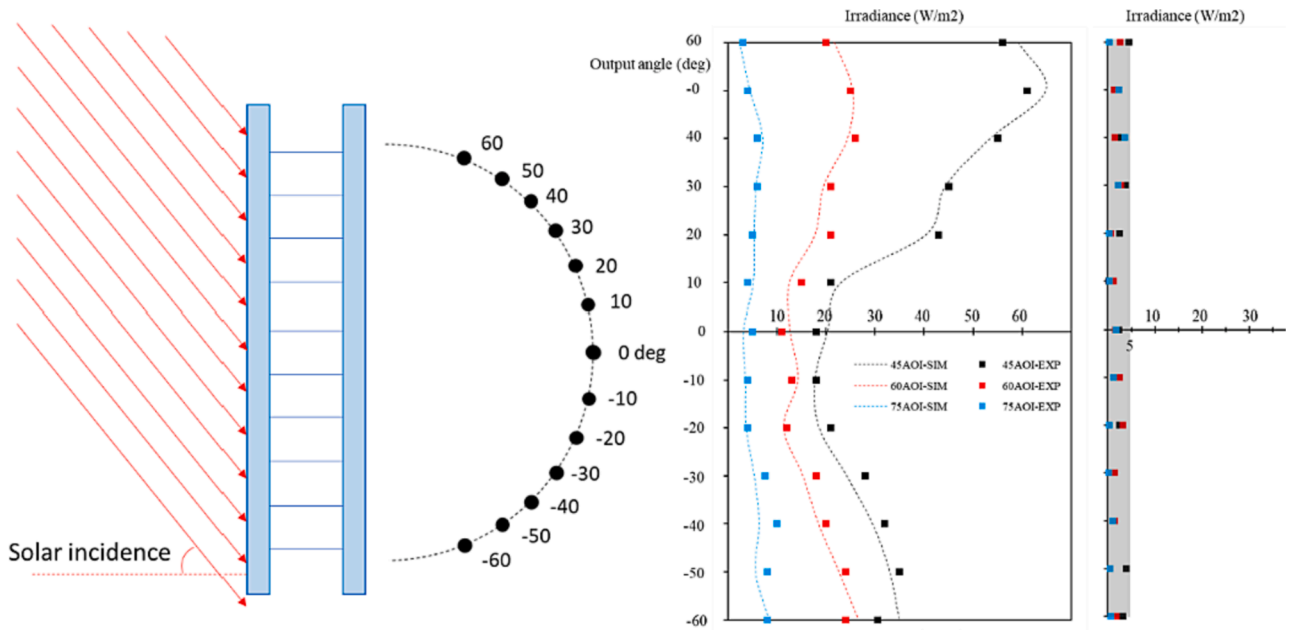 Solar incidence
60
50
40
30
20
10
0 deg
-10
-20
-30
-40
-50
-60
Irradiance (W/m2)
Output angle (deg)
60
-0
40
30
20
10
0
-10
-20
-30
-40
-50
-60
10 20 30 40 50 60
45AOI-SIM 45AOI-EXP
60AOI-SIM 60AOI-EXP
75AOI-SIM 75AOI-EXP
Irradiance (W/m2)
10 20 30
5